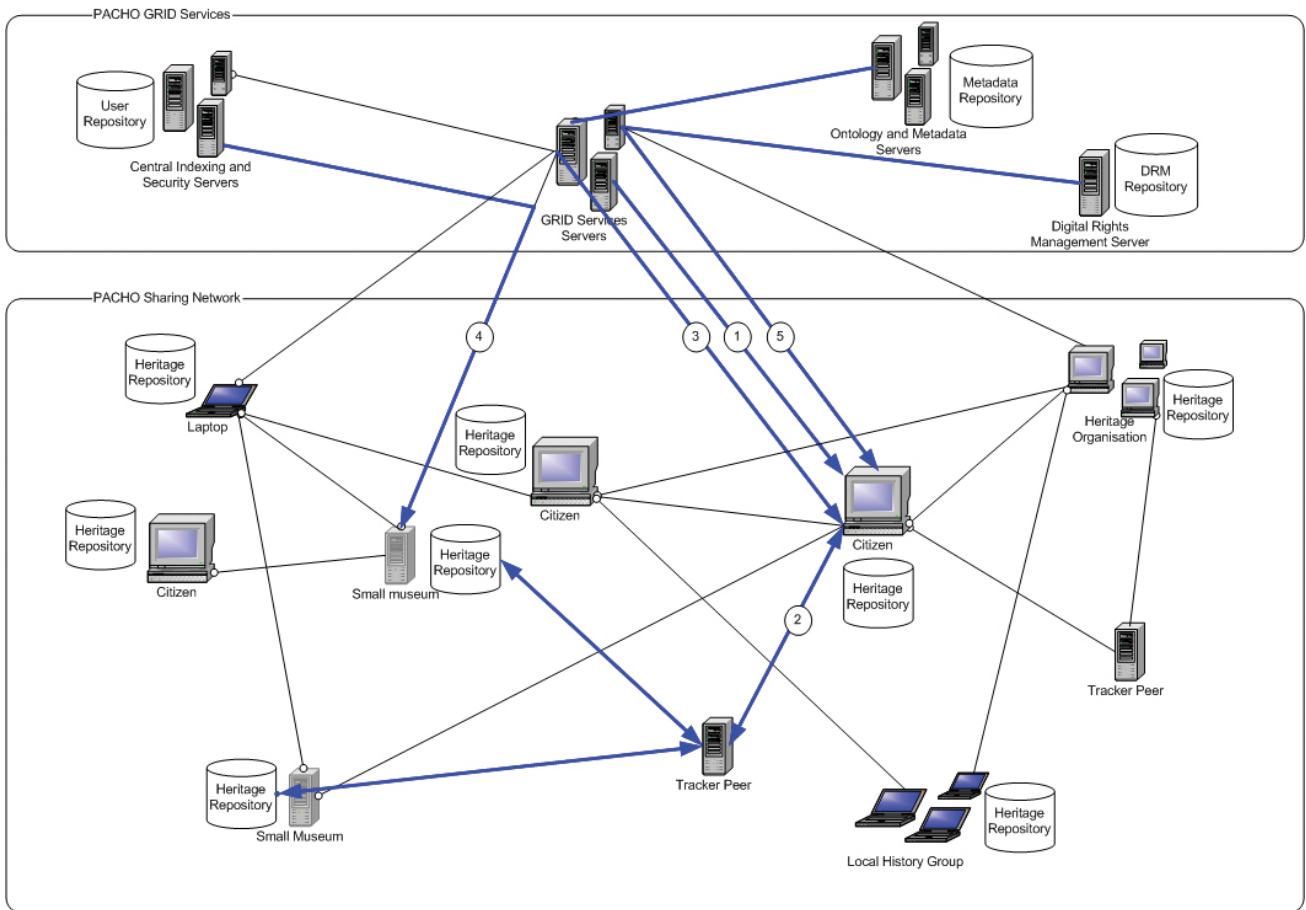 PACHO GRID Services
User
Repository
Central Indexing and
Security Servers
GRID Services
Servers
Ontology and Metadata
Servers
Metadata
Repository
DRM
Repository
Digital Rights
Management Server
PACHO Sharing Network
Heritage
Repository
Laptop
4
3
1
5
Heritage
Repository
Citizen
Heritage
Organisation
Heritage
Repository
Heritage
Repository
Citizen
Small museum
Heritage
Repository
Citizen
Heritage
Repository
2
Tracker Peer
Tracker Peer
Heritage
Repository
Small Museum
Local History Group
Heritage
Repository